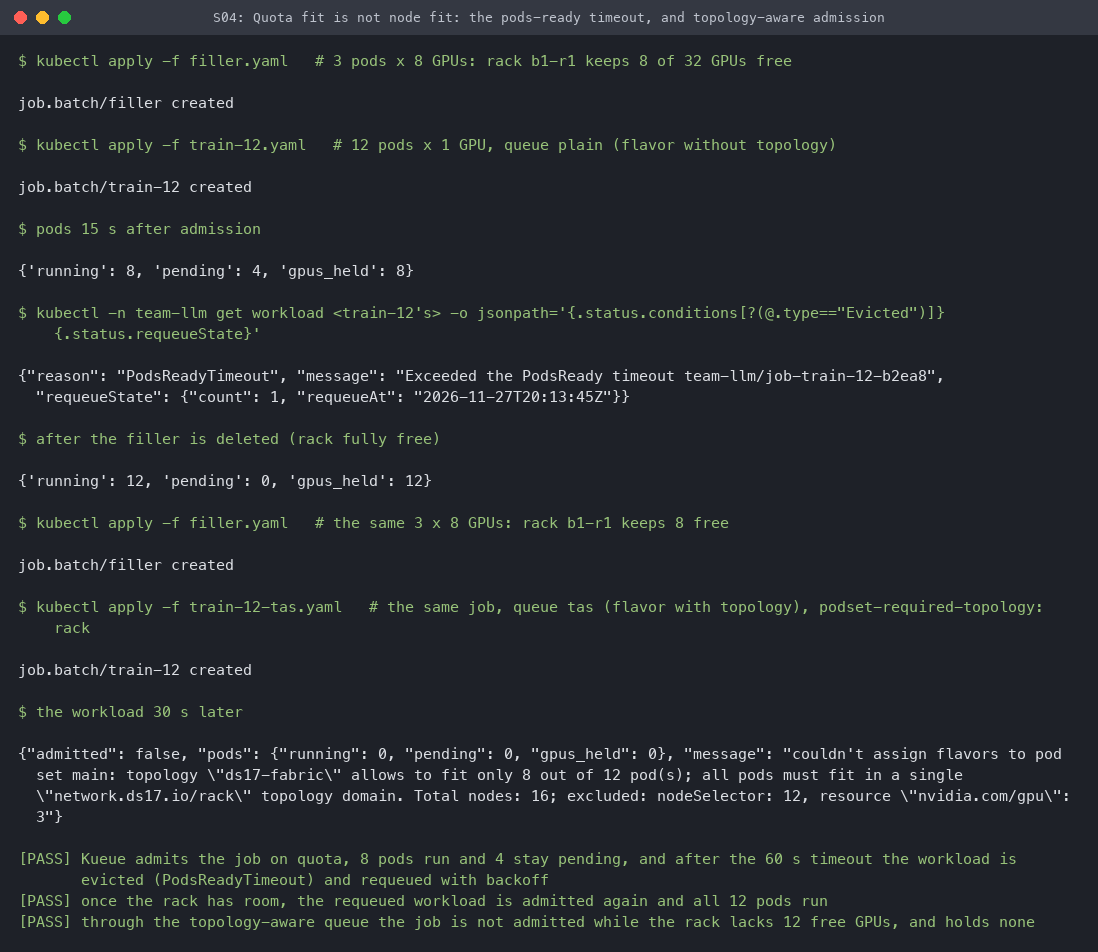 S04: Quota fit is not node fit: the pods-ready timeout, and topology-aware admission
$ kubectl apply -f filler.yaml   # 3 pods x 8 GPUs: rack b1-r1 keeps 8 of 32 GPUs free
job.batch/filler created
$ kubectl apply -f train-12.yaml   # 12 pods x 1 GPU, queue plain (flavor without topology)
job.batch/train-12 created
$ pods 15 s after admission
{'running': 8, 'pending': 4, 'gpus_held': 8}
$ kubectl -n team-llm get workload <train-12's> -o jsonpath='{.status.conditions[?(@.type=="Evicted")]}
{.status.requeueState}'
{"reason": "PodsReadyTimeout", "message": "Exceeded the PodsReady timeout team-llm/job-train-12-b2ea8",
"requeueState": {"count": 1, "requeueAt": "2026-11-27T20:13:45Z"}}
$ after the filler is deleted (rack fully free)
{'running': 12, 'pending': 0, 'gpus_held': 12}
$ kubectl apply -f filler.yaml   # the same 3 x 8 GPUs: rack b1-r1 keeps 8 free
job.batch/filler created
$ kubectl apply -f train-12-tas.yaml   # the same job, queue tas (flavor with topology), podset-required-topology:
rack
job.batch/train-12 created
$ the workload 30 s later
{"admitted": false, "pods": {"running": 0, "pending": 0, "gpus_held": 0}, "message": "couldn't assign flavors to pod
set main: topology \"ds17-fabric\" allows to fit only 8 out of 12 pod(s); all pods must fit in a single
\"network.ds17.io/rack\" topology domain. Total nodes: 16; excluded: nodeSelector: 12, resource \"nvidia.com/gpu\":
3"}
[PASS] Kueue admits the job on quota, 8 pods run and 4 stay pending, and after the 60 s timeout the workload is
evicted (PodsReadyTimeout) and requeued with backoff
[PASS] once the rack has room, the requeued workload is admitted again and all 12 pods run
[PASS] through the topology-aware queue the job is not admitted while the rack lacks 12 free GPUs, and holds none